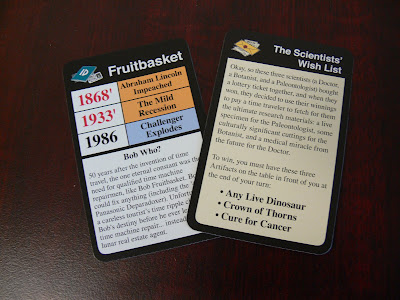 Fruitbasket
1868'
Abraham Lincoln
Impeached
1933'
The Mild
Recession
1986
Challenger
Explodes
Bob Who?
50 years after the invention of time
travel, the one eternal constant was the
need for qualified time machine
repairmen, like Bob Fruitbasket. Bo
could fix anything (including the
Panasonic Deparadoxer). Unfortu
a careless tourist's time ripple c
Bob's destiny before he ever l
time machine repair... instea
lunar real estate agent.
The Scientists'
Wish List
Okay, so these three scientists (a Doctor,
a Botanist, and a Paleontologist) bought
a lottery ticket together, and when they
won, they decided to use their winnings
to pay a time traveler to fetch for them
the ultimate research materials: a live
specimen for the Paleontologist, some
culturally significant cuttings for the
Botanist, and a medical miracle from
the future for the Doctor.
To win, you must have these three
Artifacts on the table in front of you at
the end of your turn:
• Any Live Dinosaur
• Crown of Thorns
• Cure for Cancer